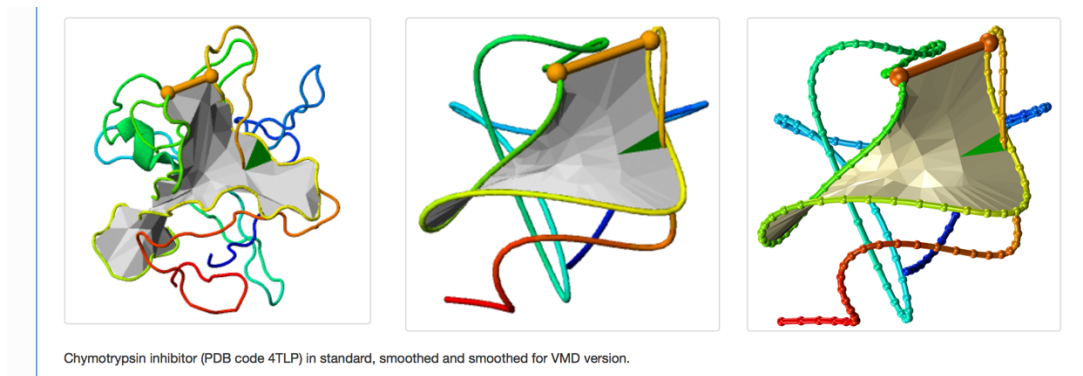 Chymotrypsin inhibitor (PDB code 4TLP) in standard, smoothed and smoothed for VMD version.